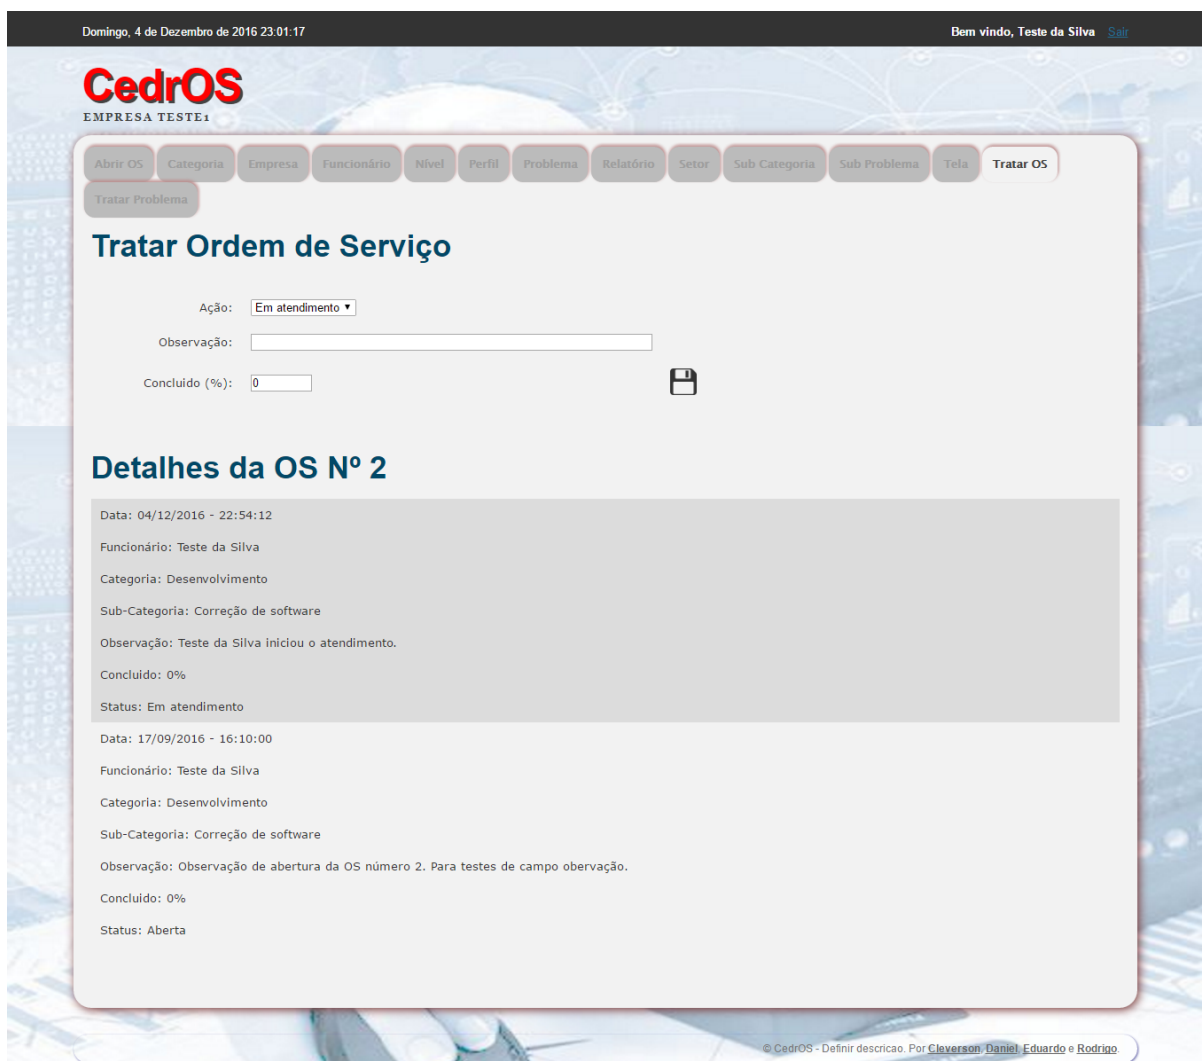 Domingo, 4 de Dezembro de 2016 23:01:17 Bem vindo, Teste da Silva Sair
CedrOS
EMPRESA TESTE1
Abrir OS Categoria Empresa Funcionário Nível Perfil Problema Relatório Setor Sub Categoria Sub Problema Tela Tratar OS
Tratar Problema
Tratar Ordem de Serviço
Ação: Em atendimento
Observação:
Concluido (%): 0
Detalhes da OS Nº 2
Data: 04/12/2016 - 22:54:12
Funcionário: Teste da Silva
Categoria: Desenvolvimento
Sub-Categoria: Correção de software
Observação: Teste da Silva iniciou o atendimento.
Concluido: 0%
Status: Em atendimento
Data: 17/09/2016 - 16:10:00
Funcionário: Teste da Silva
Categoria: Desenvolvimento
Sub-Categoria: Correção de software
Observação: Observação de abertura da OS número 2. Para testes de campo obervação.
Concluido: 0%
Status: Aberta
© CedrOS - Definir descricao. Por Cleverson, Daniel, Eduardo e Rodrigo.